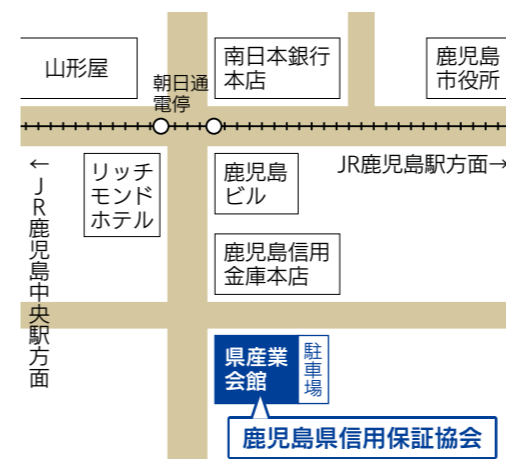 山形屋
朝日通
電停
南日本銀行
本店
鹿児島
市役所
←JR鹿児島中央駅方面
リッチ
モンド
ホテル
鹿児島
ビル
JR鹿児島駅方面→
鹿児島信用
金庫本店
県産業
会館
駐車場
鹿児島県信用保証協会